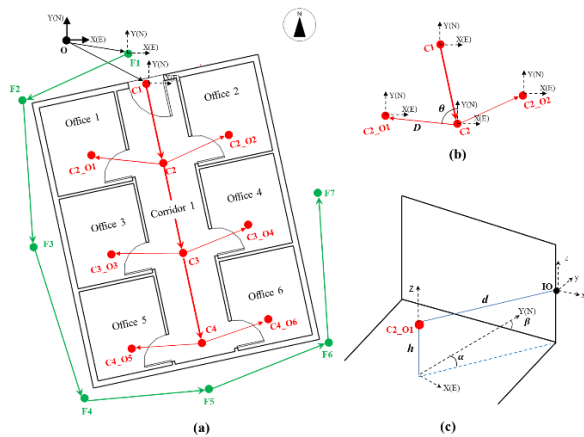 Y(N)
O
X(E)
Y(N)
X(E)
F1
N
F2
Y(N)
X(E)
C1
Office 1
Office 2
C2_O1
C2
C2_O2
F7
Office 3
Corridor 1
Office 4
F3
C3_O3
C3
C3_O4
Office 5
Office 6
C4
C4_O5
C4_O6
F6
F4
F5
(a)
Y(N)
C1
X(E)
Y(N)
X(E)
C2_O1
D
θ
Y(N)
C2
X(E)
Y(N)
X(E)
C2_O2
(b)
Z
C2_O1
h
d
z
y
x
IO
Y(N)
β
α
X(E)
(c)